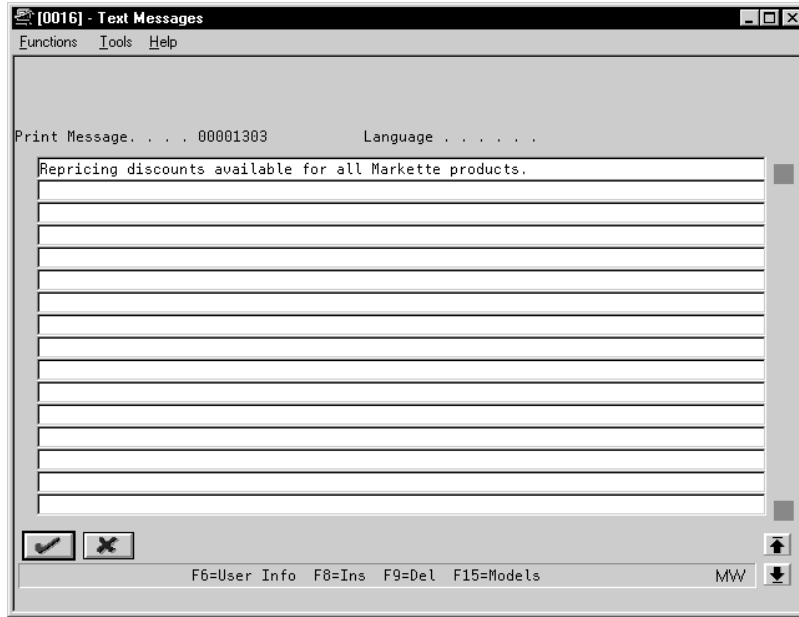 [0016] - Text Messages
Functions Tools Help
Print Message. . . . 00001303 Language . . . . . .
Repricing discounts available for all Markette products.
F6=User Info F8=Ins F9=Del F15=Models MW